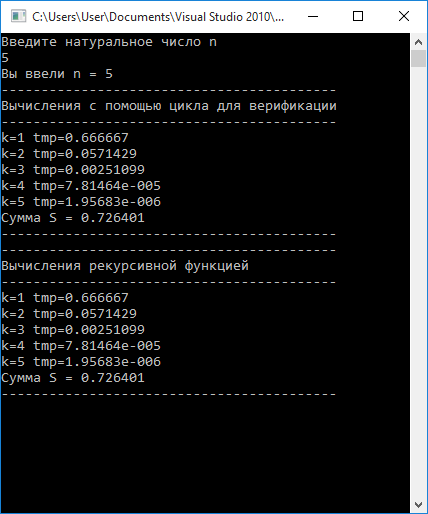 C:\Users\User\Documents\Visual Studio 2010\...
Введите натуральное число n
5
Вы ввели n = 5
------------------------------------------
Вычисления с помощью цикла для верификации
------------------------------------------
k=1 tmp=0.666667
k=2 tmp=0.0571429
k=3 tmp=0.00251099
k=4 tmp=7.81464e-005
k=5 tmp=1.95683e-006
Сумма S = 0.726401
------------------------------------------
------------------------------------------
Вычисления рекурсивной функцией
------------------------------------------
k=1 tmp=0.666667
k=2 tmp=0.0571429
k=3 tmp=0.00251099
k=4 tmp=7.81464e-005
k=5 tmp=1.95683e-006
Сумма S = 0.726401
------------------------------------------